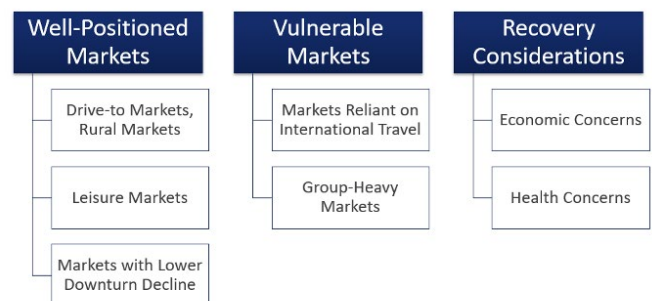 Well-Positioned
Markets
Drive-to Markets,
Rural Markets
Leisure Markets
Markets with Lower
Downturn Decline
Vulnerable
Markets
Markets Reliant on
International Travel
Group-Heavy
Markets
Recovery
Considerations
Economic Concerns
Health Concerns